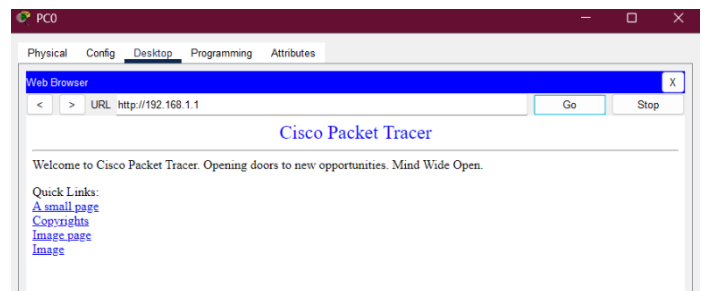 PC0
Physical Config Desktop Programming Attributes
Web Browser X
< > URL http://192.168.1.1 Go Stop
Cisco Packet Tracer
Welcome to Cisco Packet Tracer. Opening doors to new opportunities. Mind Wide Open.
Quick Links:
A small page
Copyrights
Image page
Image